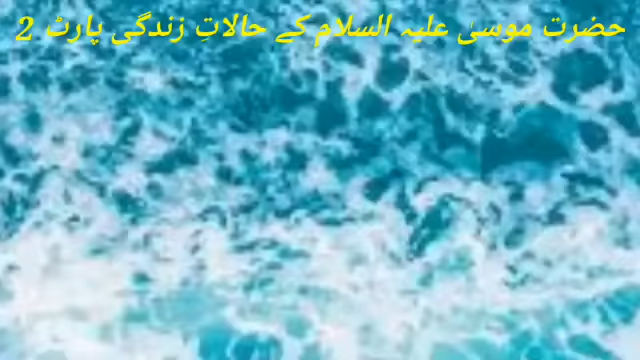 حضرت موسیٰ علیہ السلام کے حالاتِ زندگی پارٹ 2